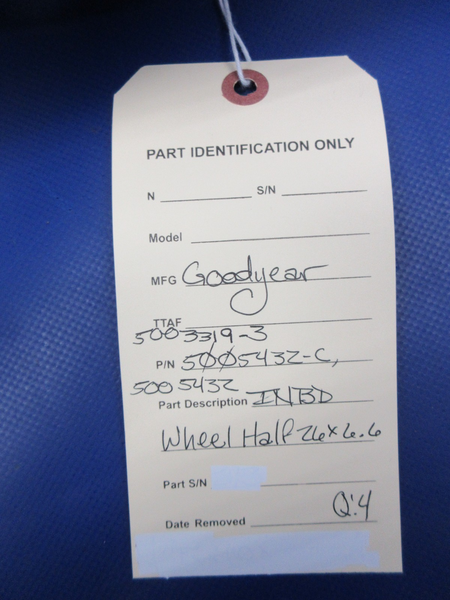 PART IDENTIFICATION ONLY
N S/N
Model
MFG Goodyear
TTAF
5003319-3
P/N 5005432-C,
5005432
Part Description INBD
Wheel Half 26x6.6
Part S/N
Q:4
Date Removed